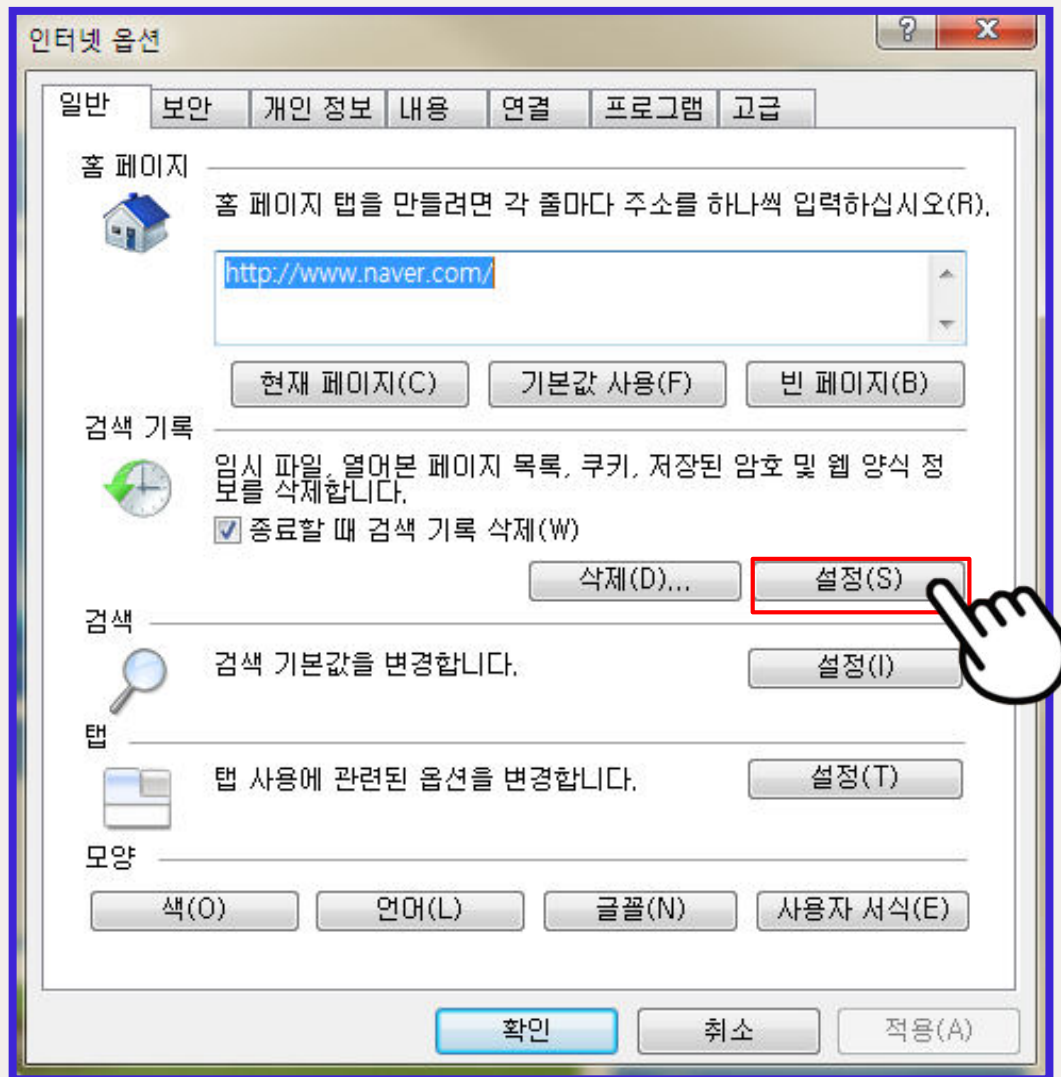 인터넷 옵션
일반 보안 개인 정보 내용 연결 프로그램 고급
홈 페이지
홈 페이지 탭을 만들려면 각 줄마다 주소를 하나씩 입력하십시오(R).
http://www.naver.com/
현재 페이지(C) 기본값 사용(F) 빈 페이지(B)
검색 기록
임시 파일, 열어본 페이지 목록, 쿠키, 저장된 암호 및 웹 양식 정
보를 삭제합니다.
종료할 때 검색 기록 삭제(W)
삭제(D)... 설정(S)
검색
검색 기본값을 변경합니다. 설정(I)
탭
탭 사용에 관련된 옵션을 변경합니다. 설정(T)
모양
색(O) 언어(L) 글꼴(N) 사용자 서식(E)
확인 취소 적용(A)